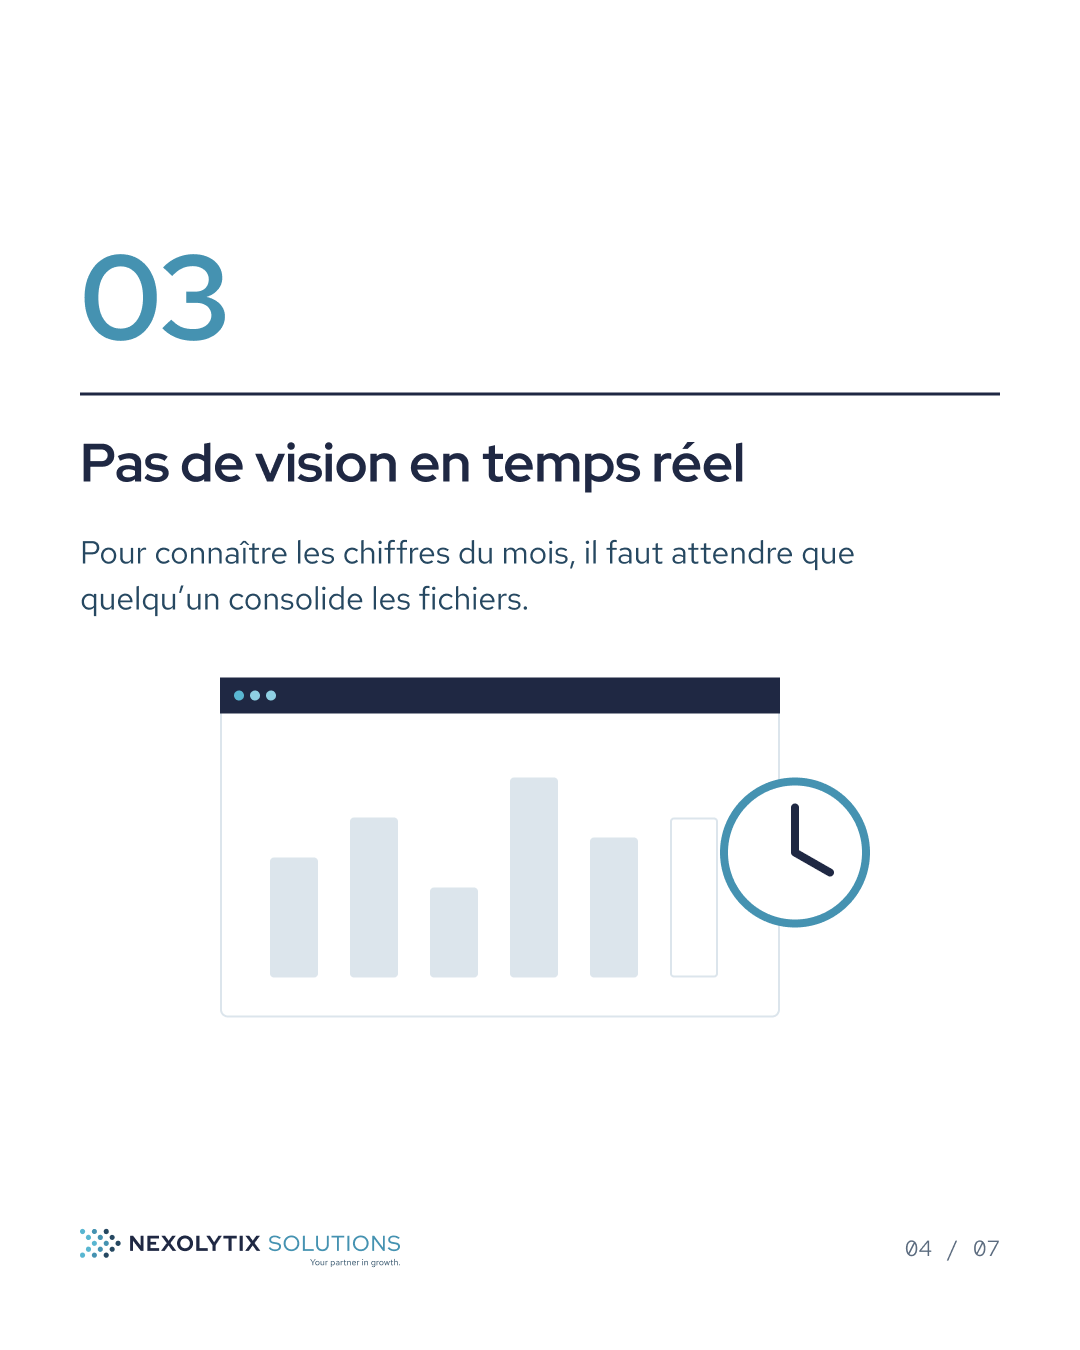 03
Pas de vision en temps réel
Pour connaître les chiffres du mois, il faut attendre que
quelqu’un consolide les fichiers.
NEXOLYTIX SOLUTIONS
Your partner in growth.
04 / 07